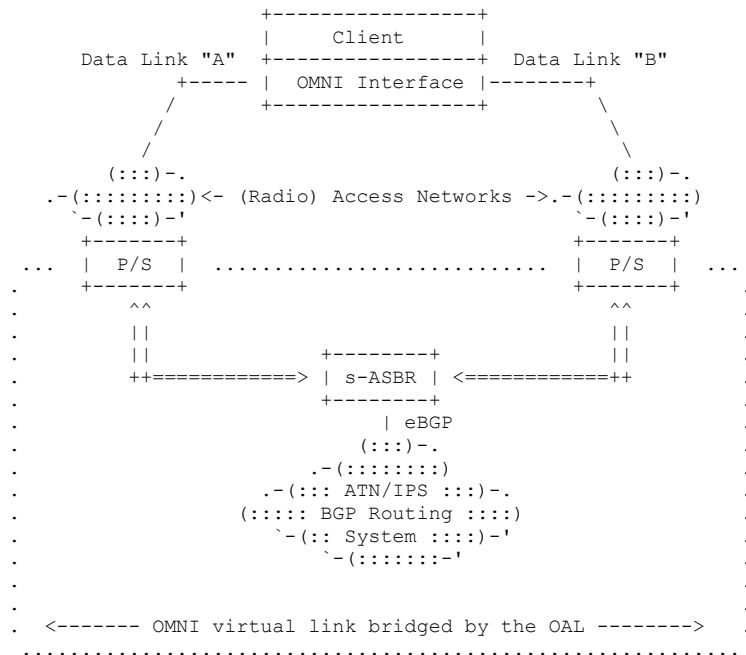 Client
Data Link "A" Data Link "B"
OMNI Interface
<- (Radio) Access Networks ->
P/S P/S
s-ASBR
eBGP
ATN/IPS
BGP Routing
System
<------- OMNI virtual link bridged by the OAL -------->